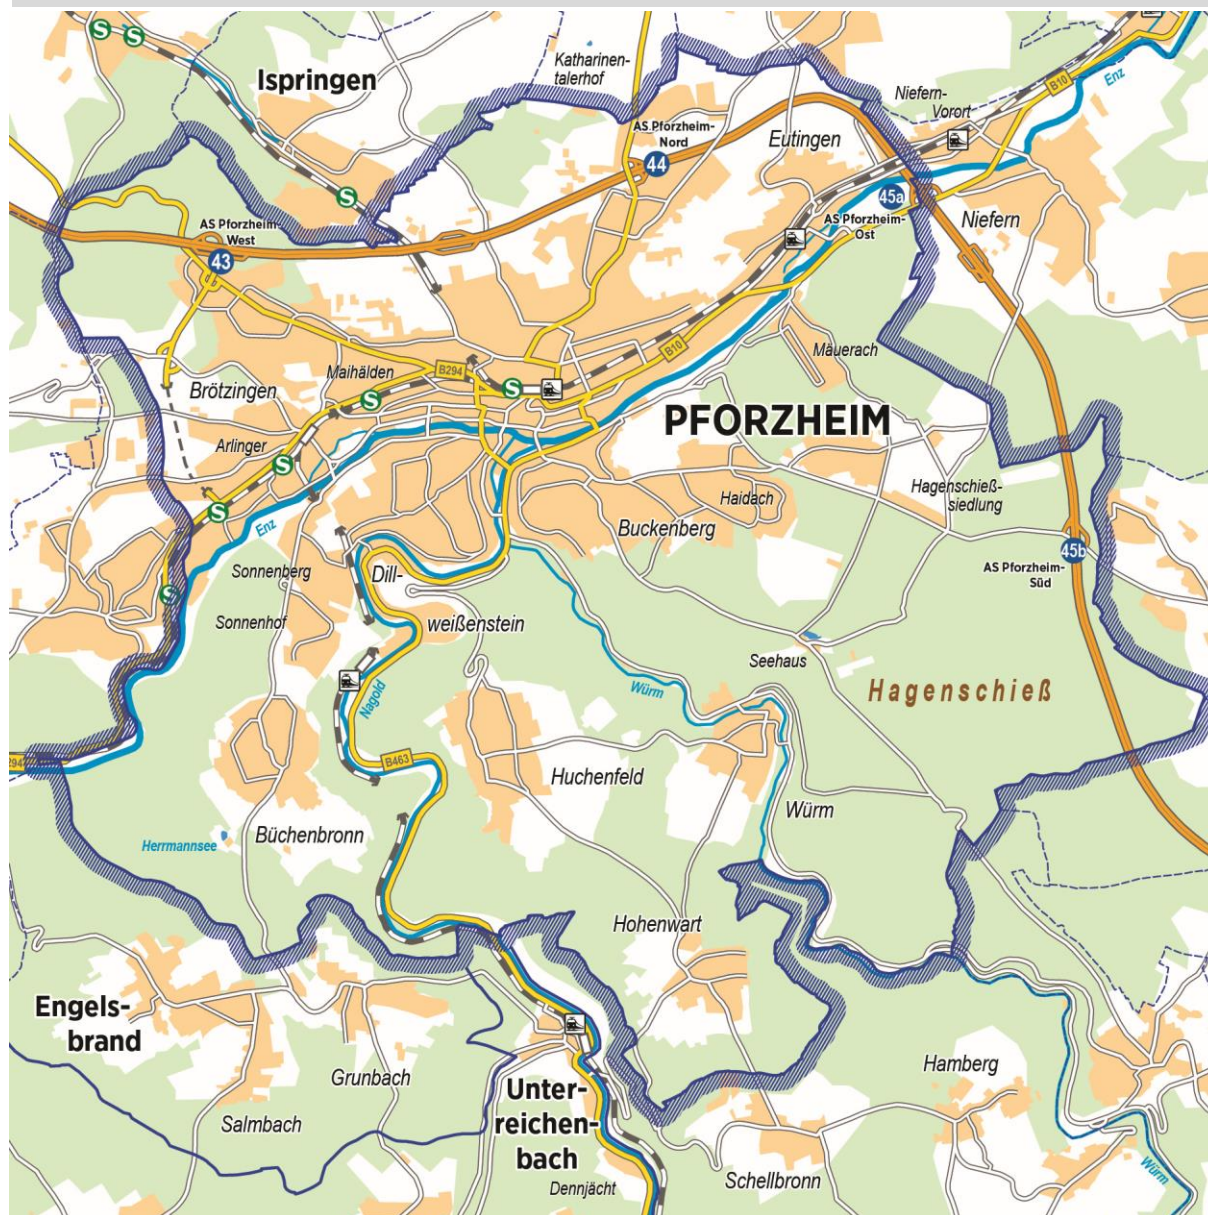 S
S
Ispringen
Katharinen-
talerhof
Enz
B10
Niefern-
Vorort
AS Pforzheim-
Nord
44
Eutingen
S
45a
AS Pforzheim-
West
43
AS Pforzheim-
Ost
Niefern
B10
Mäuerach
Maihälden
B294
Brötzingen
S
S
PFORZHEIM
Arlinger
S
Haidach
Hagenschieß-
siedlung
S
Enz
Buckenberg
45b
AS Pforzheim-
Süd
Sonnenberg
Dill-
S
Sonnenhof
weißenstein
Seehaus
Würm
Nagold
Hagenschieß
B463
294
Huchenfeld
Würm
Büchenbronn
Herrmannsee
Hohenwart
Engels-
brand
Hamberg
Grunbach
Unter-
reichen-
bach
Salmbach
Würm
Schellbronn
Dennjächt